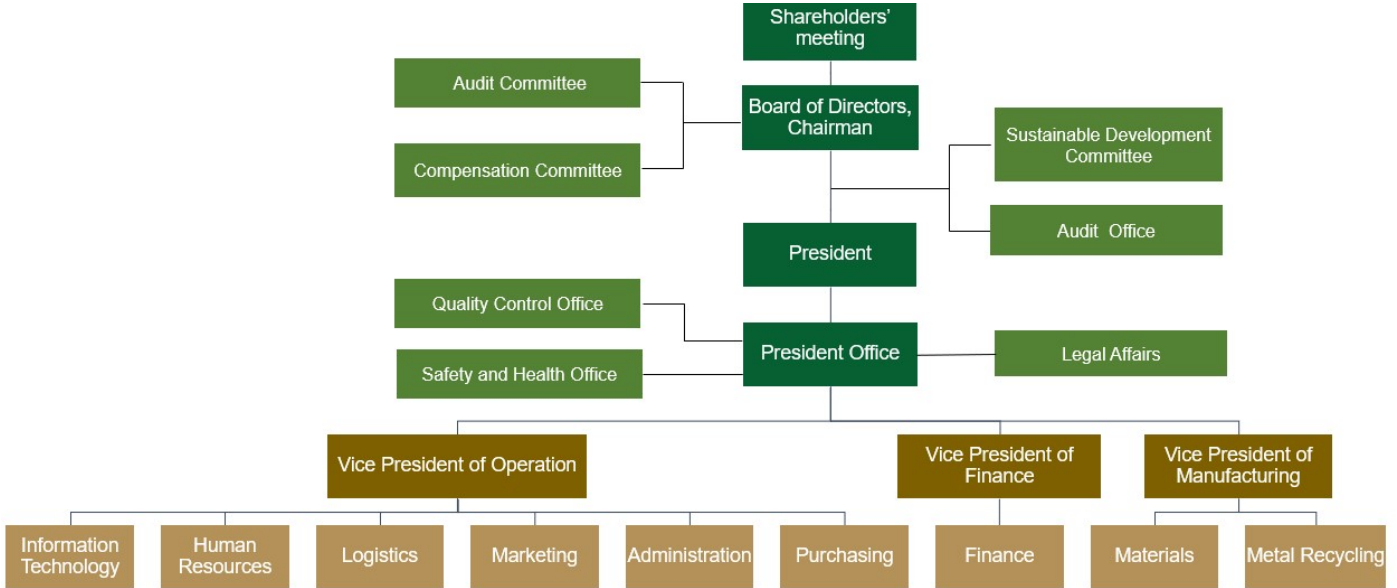 Shareholders'
meeting
Audit Committee
Board of Directors,
Chairman
Compensation Committee
Sustainable Development
Committee
Audit Office
President
Quality Control Office
President Office
Legal Affairs
Safety and Health Office
Vice President of Operation
Vice President of
Finance
Vice President of
Manufacturing
Information
Technology
Human
Resources
Logistics
Marketing
Administration
Purchasing
Finance
Materials
Metal Recycling